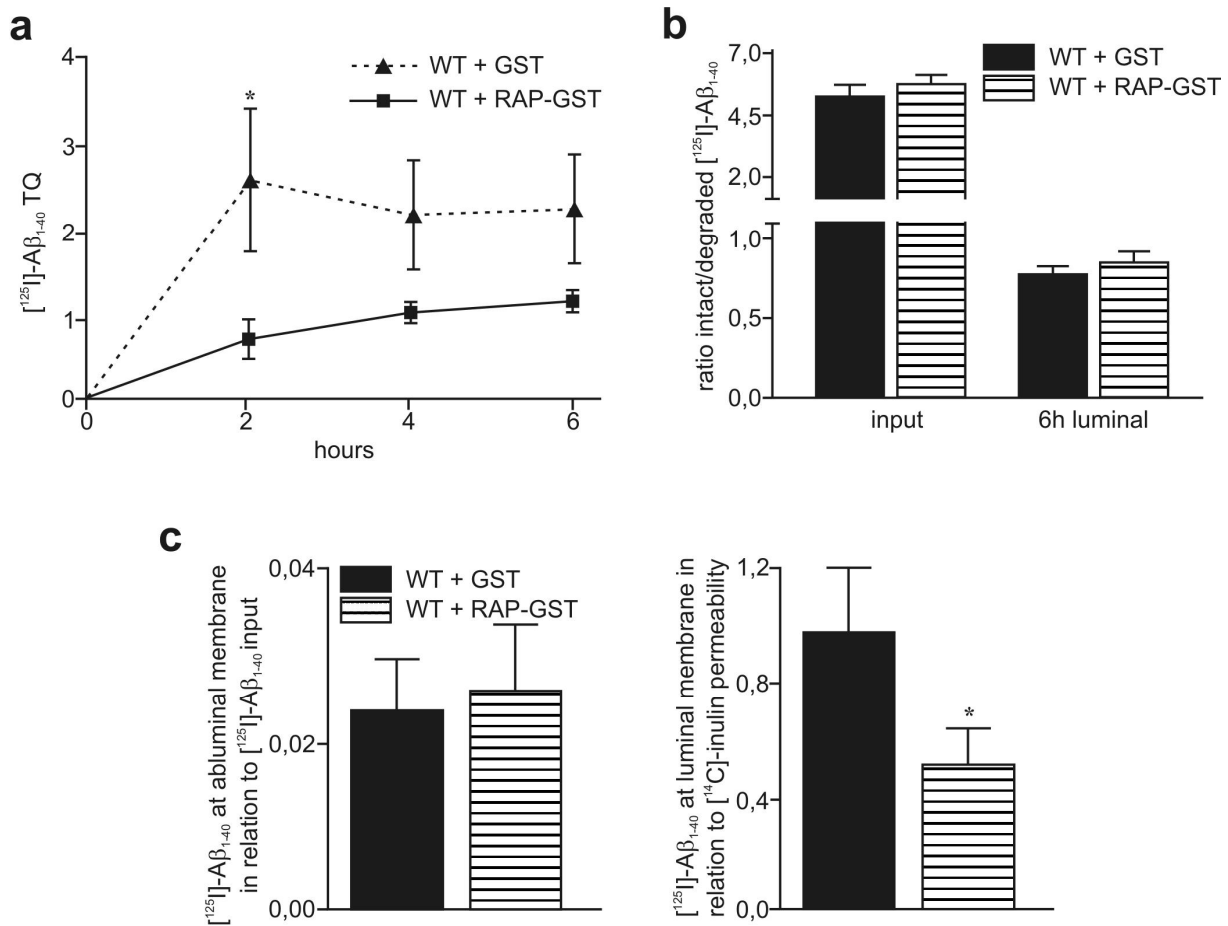 a
4
3
2
1
0
[¹²⁵I]-Aβ₁₋₄₀ TQ
*
WT + GST
WT + RAP-GST
0
2
4
6
hours
b
7,0
4,5
2,0
1,0
0,5
0,0
ratio intact/degraded [¹²⁵I]-Aβ₁₋₄₀
WT + GST
WT + RAP-GST
input
6h luminal
c
[¹²⁵I]-Aβ₁₋₄₀ at abluminal membrane
in relation to [¹²⁵I]-Aβ₁₋₄₀ input
0,04
0,02
0,00
WT + GST
WT + RAP-GST
[¹²⁵I]-Aβ₁₋₄₀ at luminal membrane in
relation to [¹⁴C]-inulin permeability
1,2
0,8
0,4
0,0
*